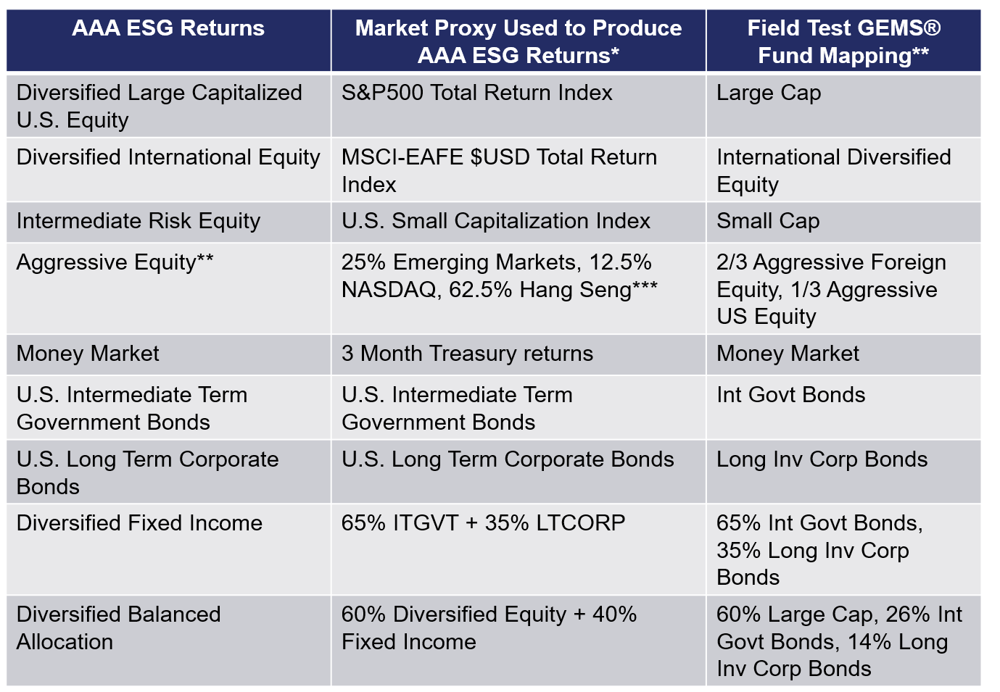 AAA ESG Returns
Market Proxy Used to Produce
AAA ESG Returns*
Field Test GEMS®
Fund Mapping**
Diversified Large Capitalized
U.S. Equity
S&P500 Total Return Index
Large Cap
Diversified International Equity
MSCI-EAFE $USD Total Return
Index
International Diversified
Equity
Intermediate Risk Equity
U.S. Small Capitalization Index
Small Cap
Aggressive Equity**
25% Emerging Markets, 12.5%
NASDAQ, 62.5% Hang Seng***
2/3 Aggressive Foreign
Equity, 1/3 Aggressive
US Equity
Money Market
3 Month Treasury returns
Money Market
U.S. Intermediate Term
Government Bonds
U.S. Intermediate Term
Government Bonds
Int Govt Bonds
U.S. Long Term Corporate
Bonds
U.S. Long Term Corporate Bonds
Long Inv Corp Bonds
Diversified Fixed Income
65% ITGVT + 35% LTCORP
65% Int Govt Bonds,
35% Long Inv Corp
Bonds
Diversified Balanced
Allocation
60% Diversified Equity + 40%
Fixed Income
60% Large Cap, 26% Int
Govt Bonds, 14% Long
Inv Corp Bonds